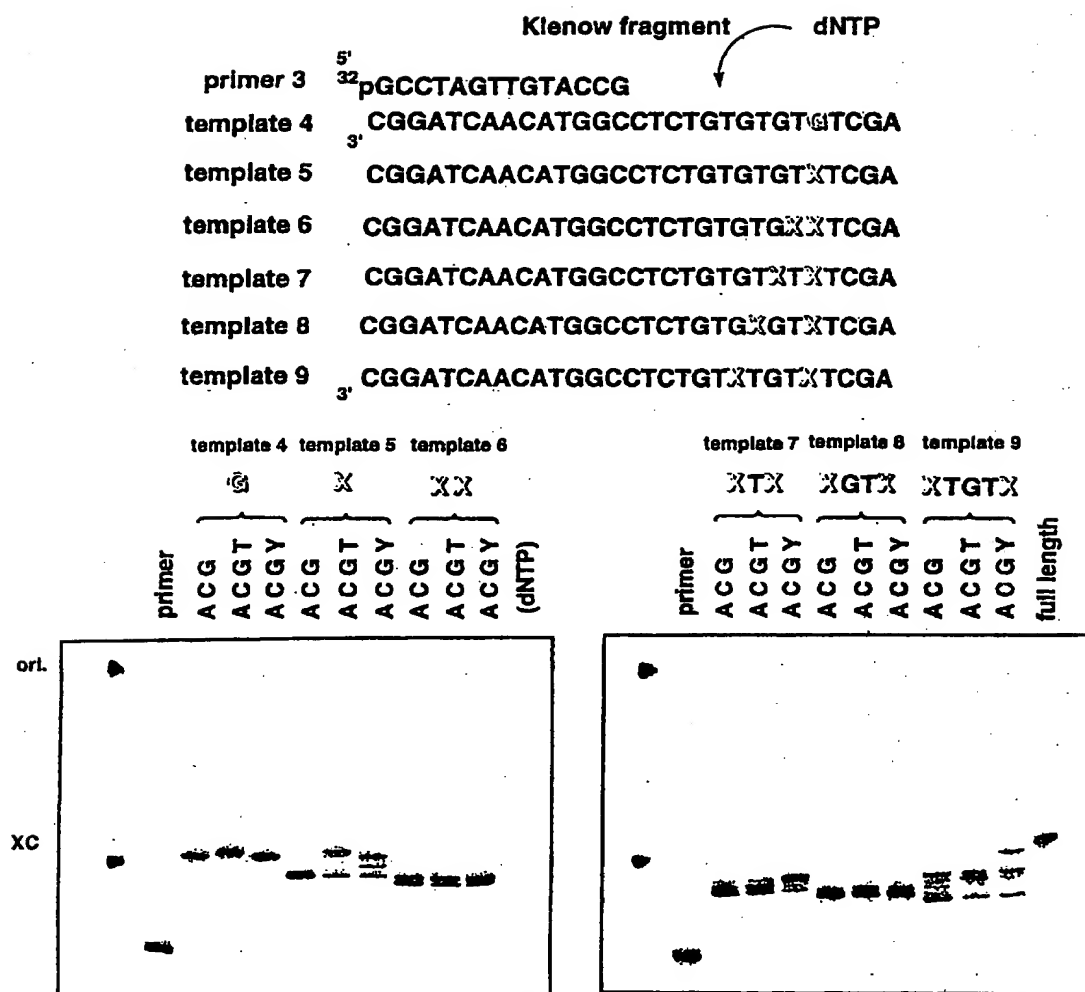 Klenow fragment dNTP
5'
primer 3 32pGCCTAGTTGTACCG
template 4 CGGATCAACATGGCCTCTGTGTGTGTCGA
3'
template 5 CGGATCAACATGGCCTCTGTGTGTXTCGA
template 6 CGGATCAACATGGCCTCTGTGTGXXTCGA
template 7 CGGATCAACATGGCCTCTGTGTXTXTCGA
template 8 CGGATCAACATGGCCTCTGTGXGTXTCGA
template 9 3' CGGATCAACATGGCCTCTGTXTGTXTCGA
template 4 template 5 template 6
G X XX
primer ACG ACGT ACGY ACG ACGT ACGY ACG ACGT ACGY (dNTP)
template 7 template 8 template 9
XTX XGTX XTGTX
primer ACG ACGT ACGY ACG ACGT ACGY ACG ACGT AOGY full length
ori.
XC